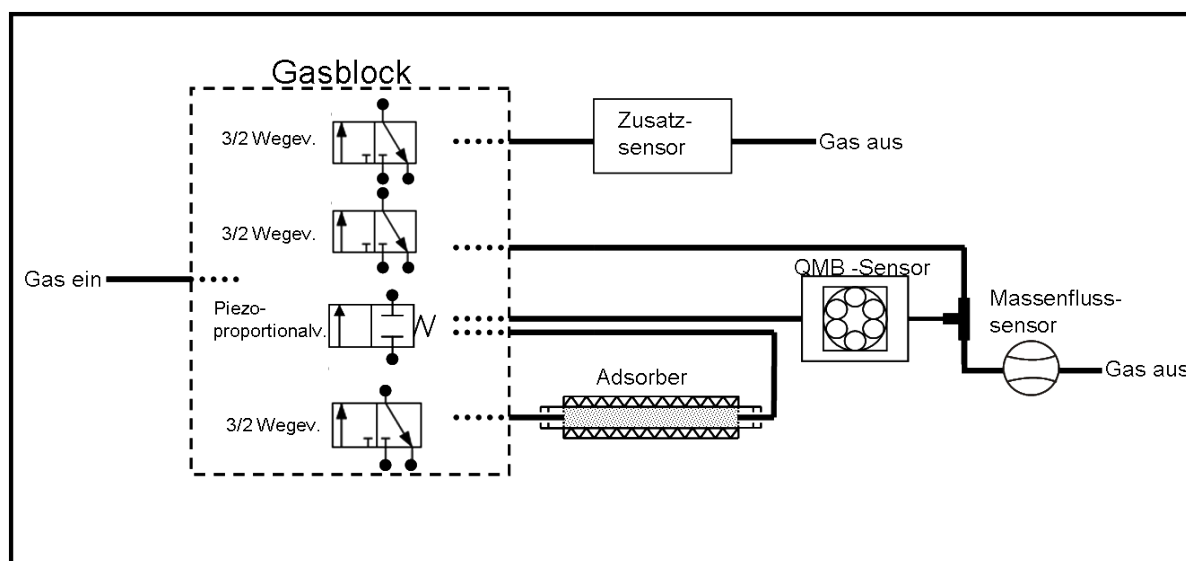 Gasblock
3/2 Wegev.
Zusatz-
sensor
Gas aus
3/2 Wegev.
Gas ein
QMB -Sensor
Massenfluss-
sensor
Piezo-
proportionalv.
Gas aus
Adsorber
3/2 Wegev.